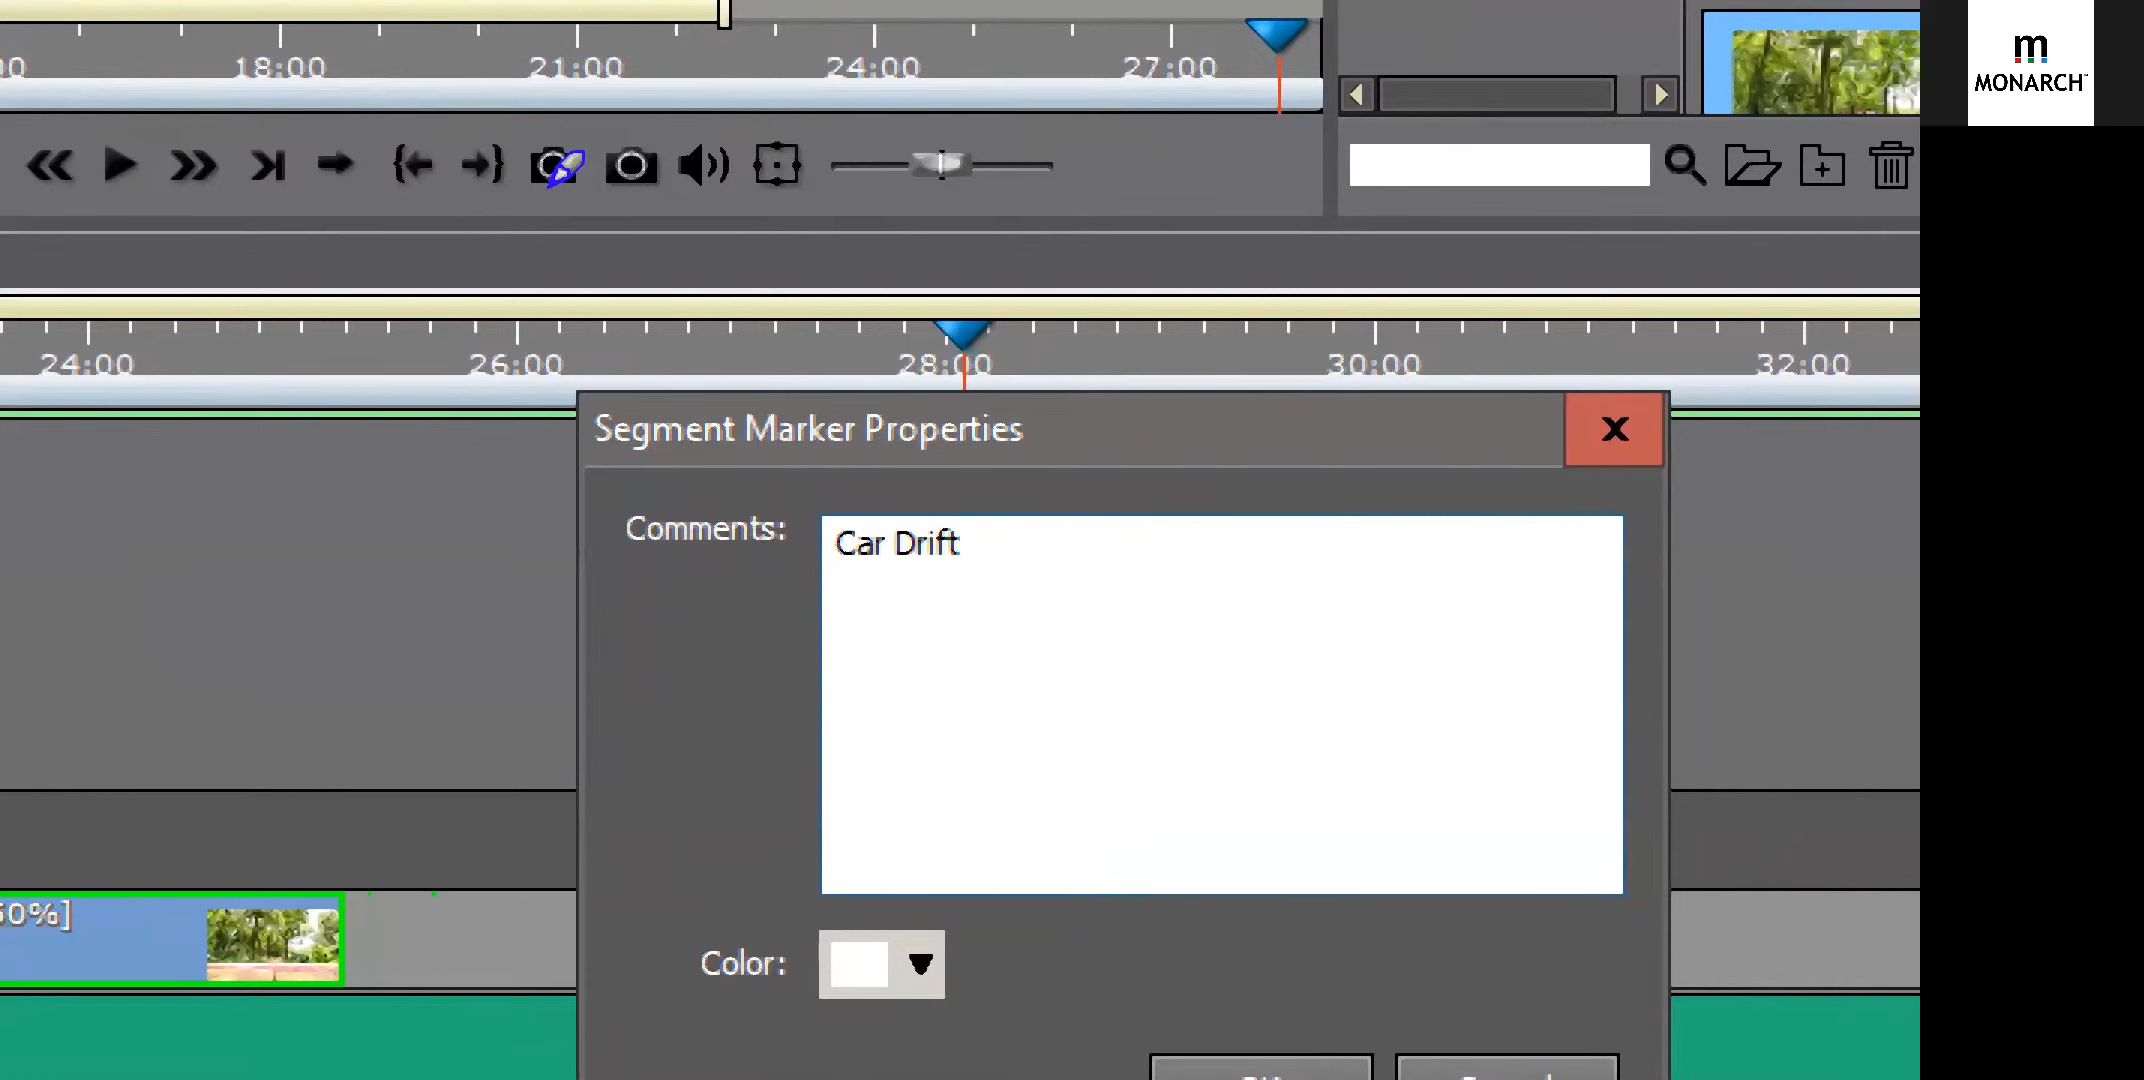 18:00 21:00 24:00 27:00
m
MONARCH
24:00 26:00 28:00 30:00 32:00
Segment Marker Properties
x
Comments:
Car Drift
50%]
Color: